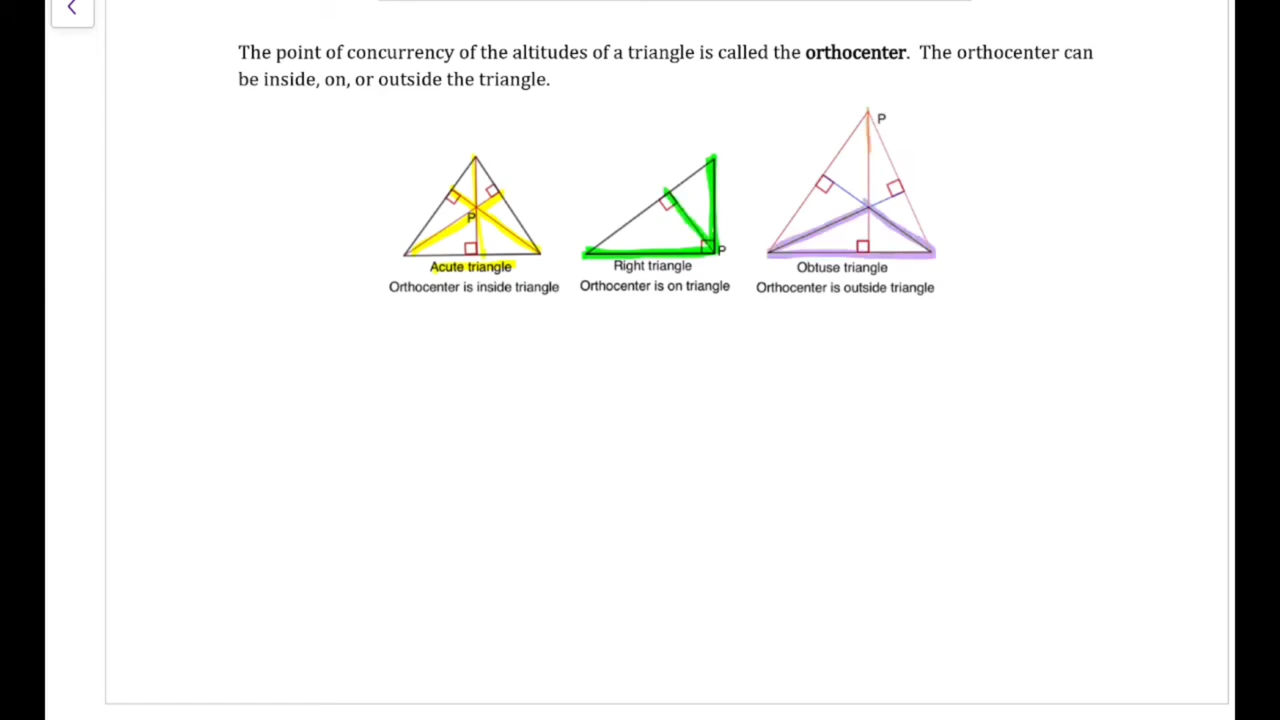 The point of concurrency of the altitudes of a triangle is called the orthocenter. The orthocenter can
be inside, on, or outside the triangle.
P
P
P
Acute triangle
Orthocenter is inside triangle
Right triangle
Orthocenter is on triangle
Obtuse triangle
Orthocenter is outside triangle